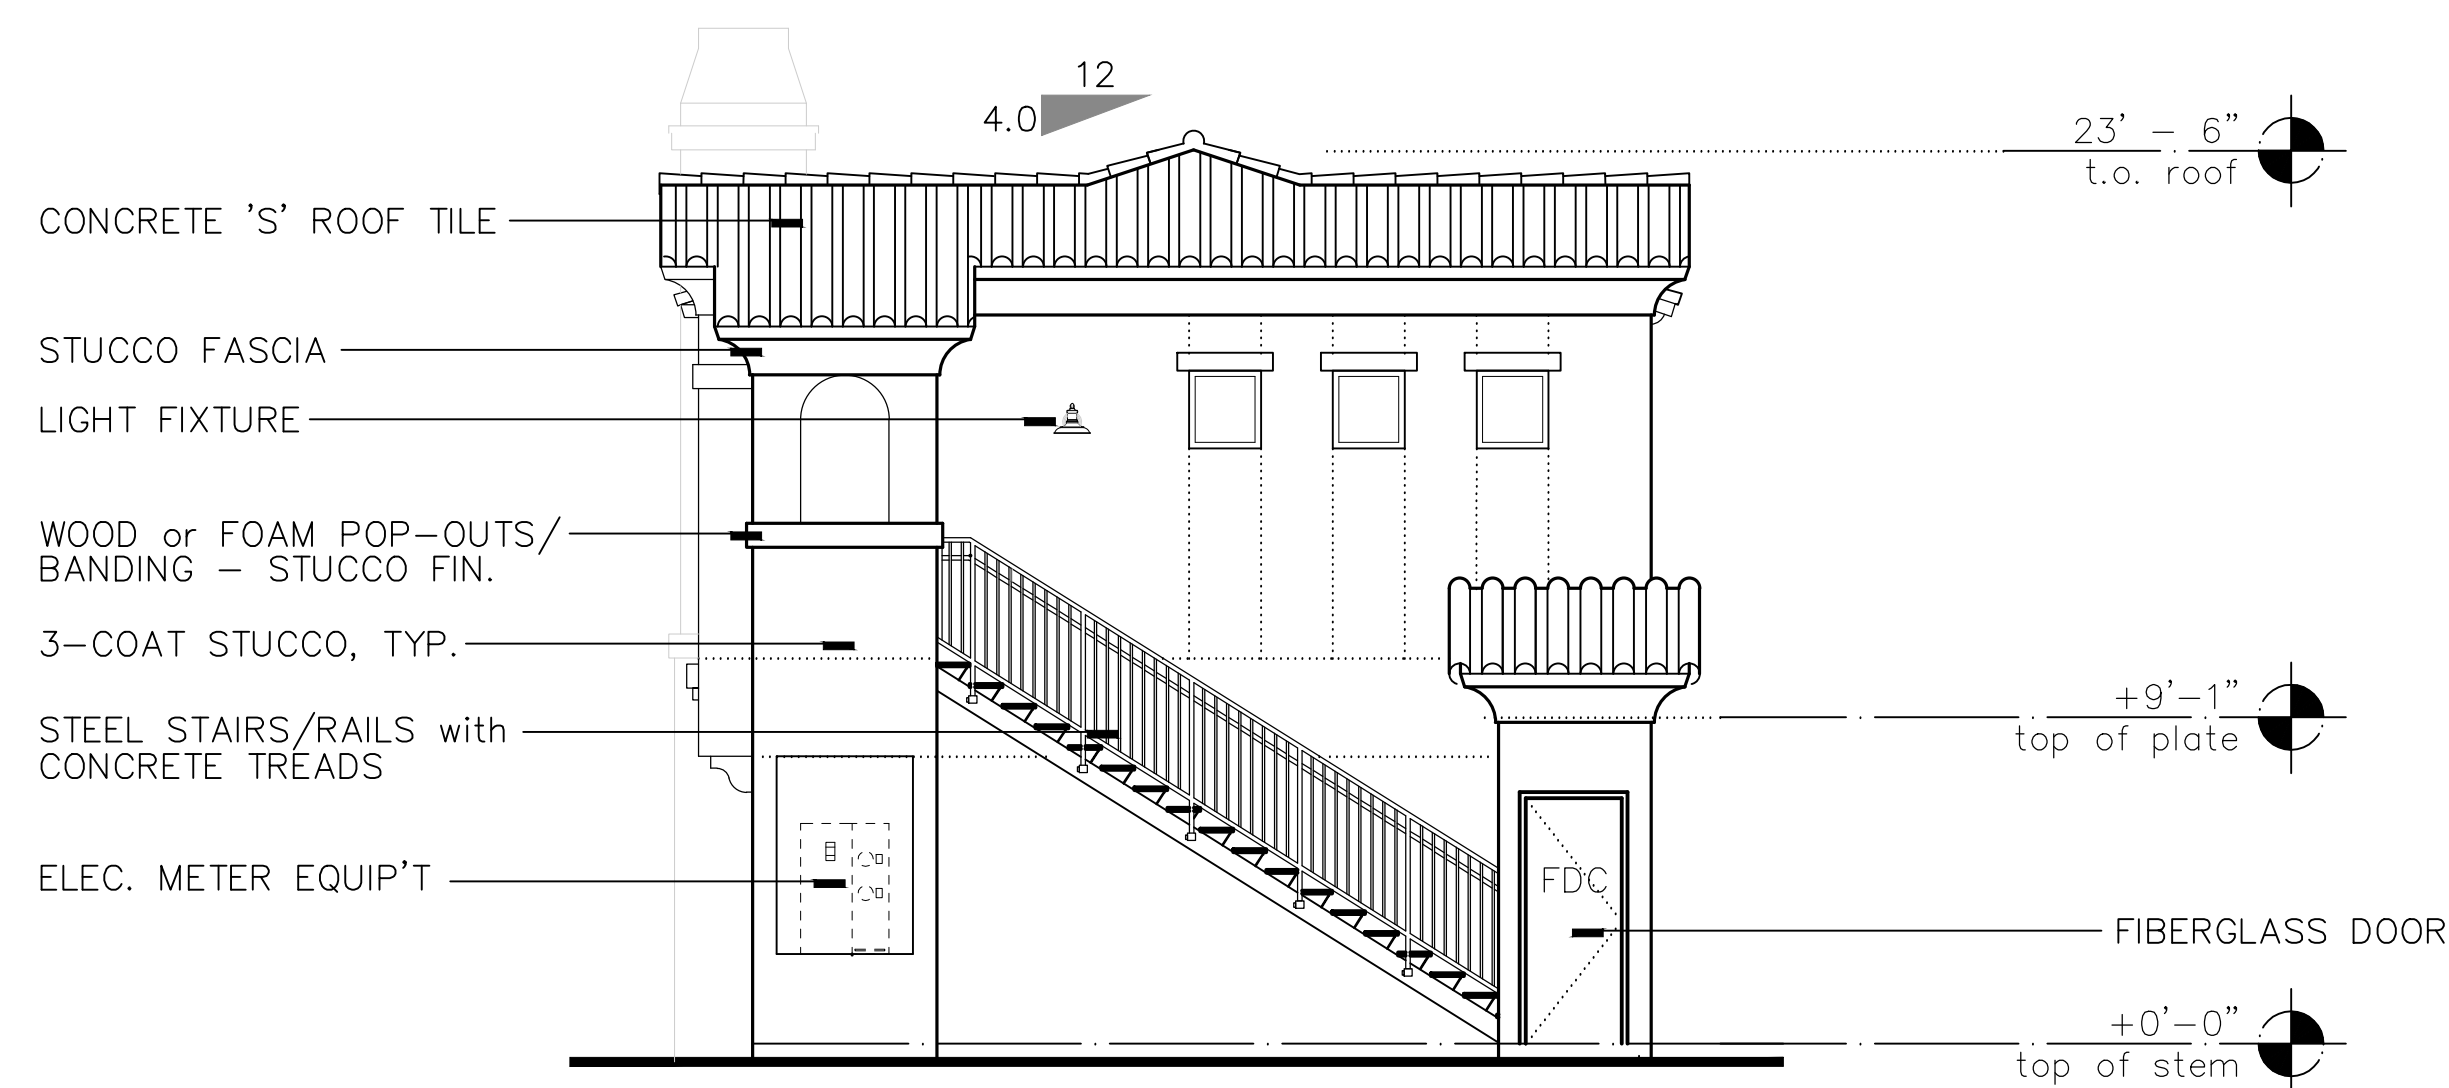 12
4.0
23' - 6"
t.o. roof
CONCRETE 'S' ROOF TILE
STUCCO FASCIA
LIGHT FIXTURE
WOOD or FOAM POP-OUTS/
BANDING - STUCCO FIN.
3-COAT STUCCO, TYP.
+9'-1"
top of plate
STEEL STAIRS/RAILS with
CONCRETE TREADS
ELEC. METER EQUIP'T
FDC
FIBERGLASS DOOR
+0'-0"
top of stem